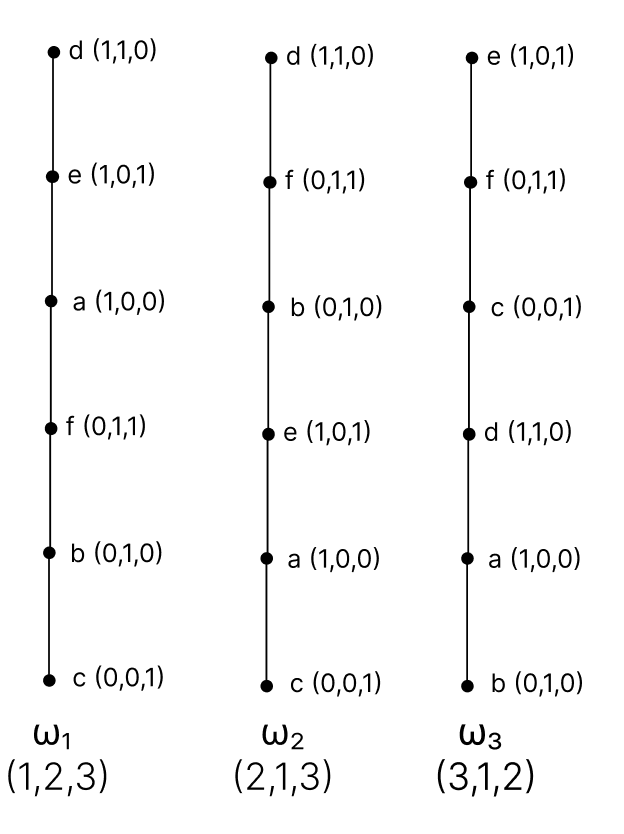 d (1,1,0)
e (1,0,1)
a (1,0,0)
f (0,1,1)
b (0,1,0)
c (0,0,1)
ω₁
(1,2,3)
d (1,1,0)
f (0,1,1)
b (0,1,0)
e (1,0,1)
a (1,0,0)
c (0,0,1)
ω₂
(2,1,3)
e (1,0,1)
f (0,1,1)
c (0,0,1)
d (1,1,0)
a (1,0,0)
b (0,1,0)
ω₃
(3,1,2)